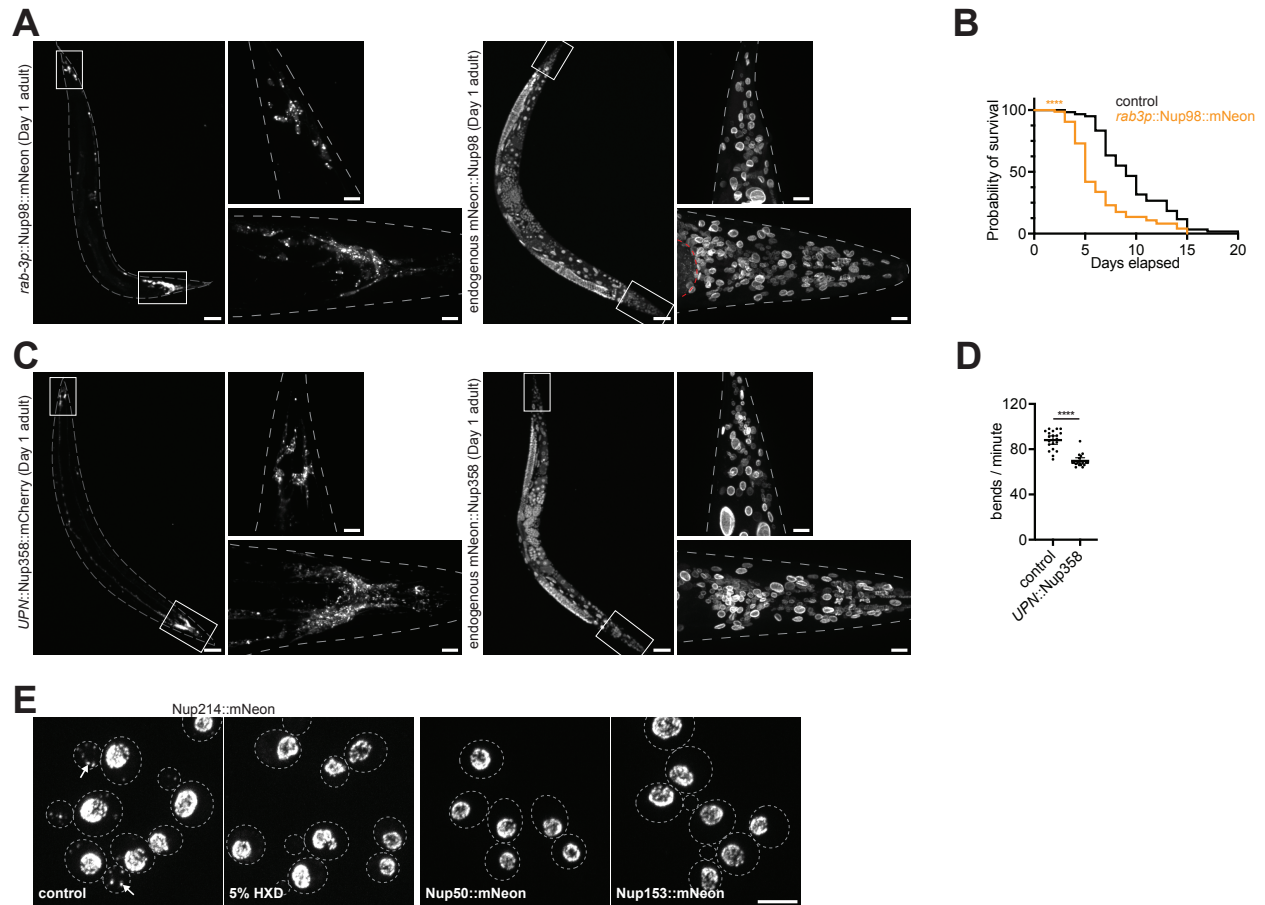 A
rab-3p::Nup98::mNeon (Day 1 adult)
endogenous mNeon::Nup98 (Day 1 adult)
B
control
rab3p::Nup98::mNeon
****
100
50
0
Probability of survival
0 5 10 15 20
Days elapsed
C
UPN::Nup358::mCherry (Day 1 adult)
endogenous mNeon::Nup358 (Day 1 adult)
D
****
120
80
40
0
bends / minute
control
UPN::Nup358
E
Nup214::mNeon
control
5% HXD
Nup50::mNeon
Nup153::mNeon